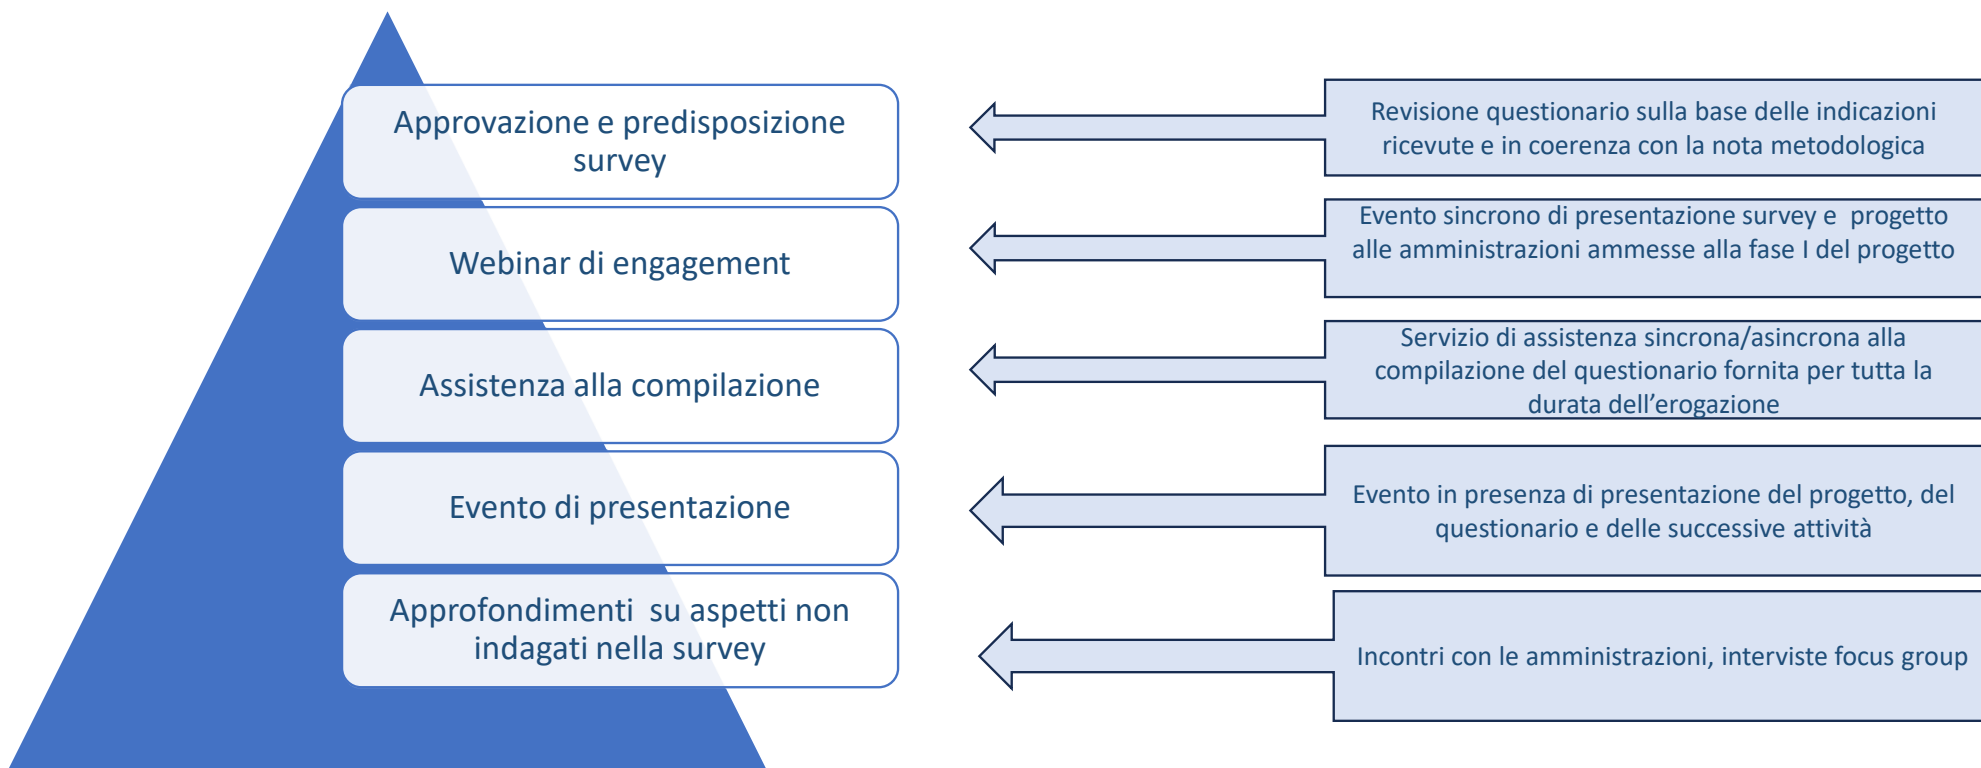 Approvazione e predisposizione
survey
Revisione questionario sulla base delle indicazioni
ricevute e in coerenza con la nota metodologica
Webinar di engagement
Evento sincrono di presentazione survey e  progetto
alle amministrazioni ammesse alla fase I del progetto
Assistenza alla compilazione
Servizio di assistenza sincrona/asincrona alla
compilazione del questionario fornita per tutta la
durata dell’erogazione
Evento di presentazione
Evento in presenza di presentazione del progetto, del
questionario e delle successive attività
Approfondimenti  su aspetti non
indagati nella survey
Incontri con le amministrazioni, interviste focus group